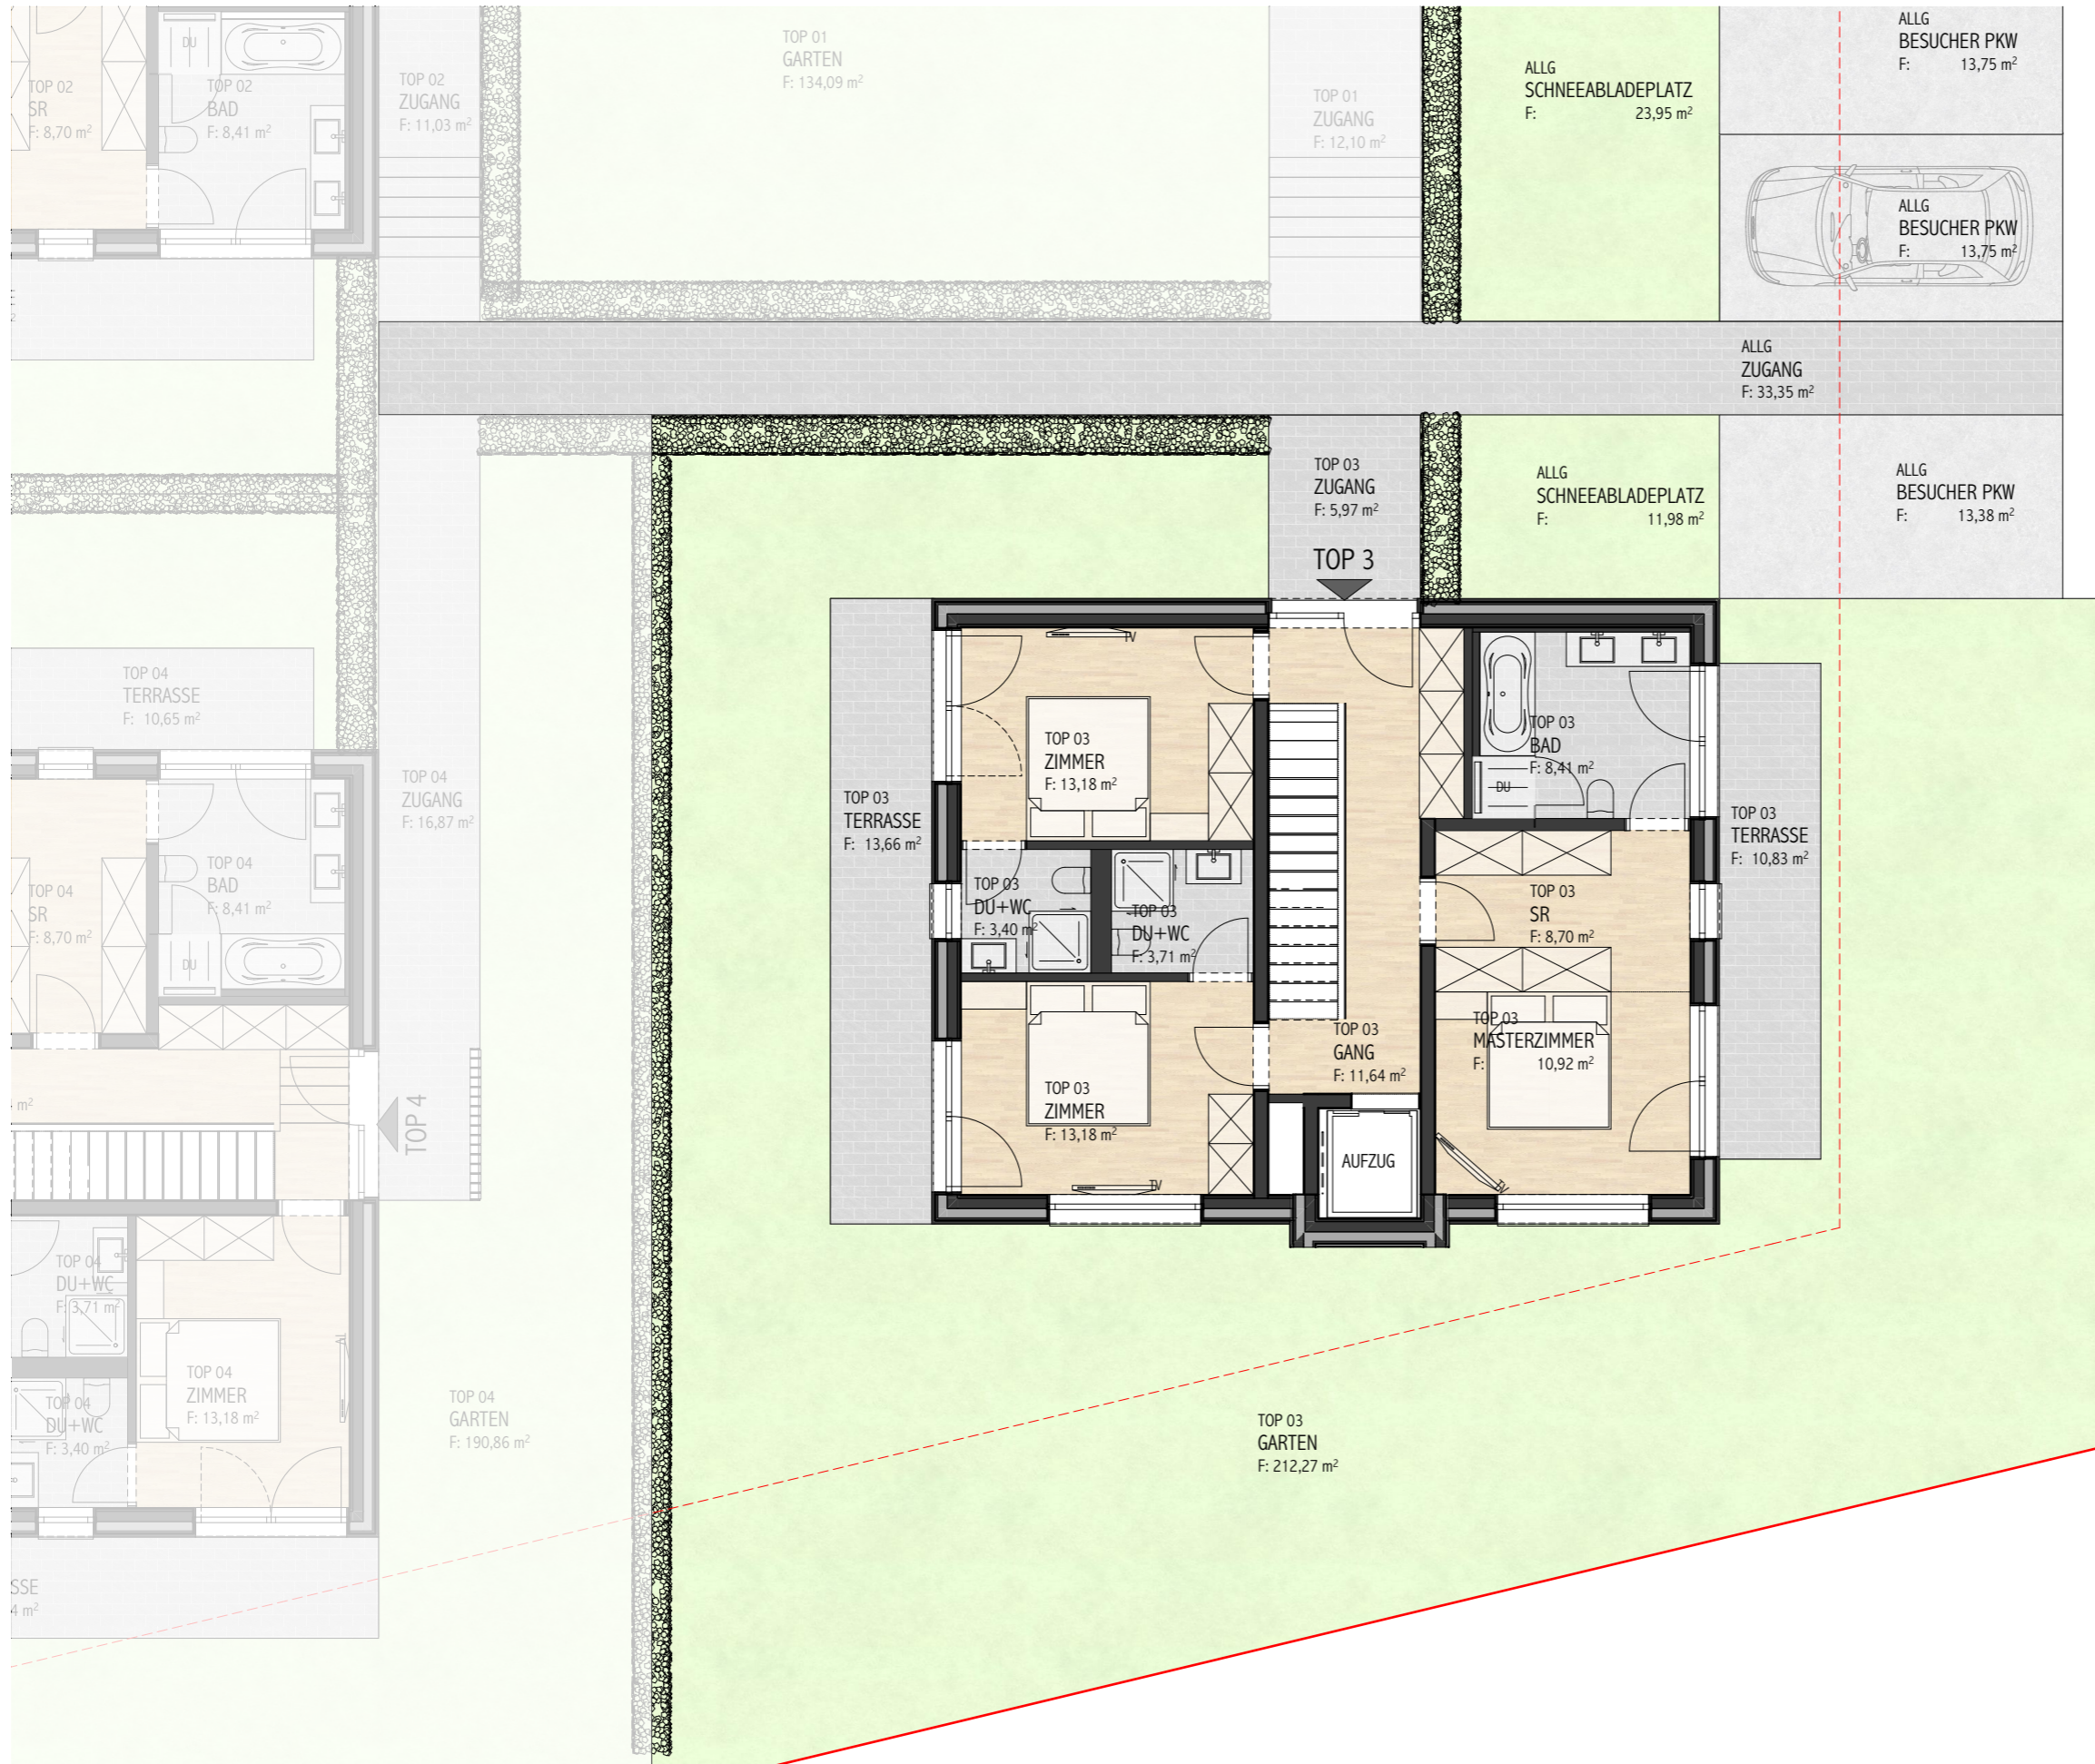 TOP 02
SR
F: 8,70 m²
DU
TOP 02
BAD
F: 8,41 m²
TOP 02
ZUGANG
F: 11,03 m²
TOP 01
GARTEN
F: 134,09 m²
TOP 01
ZUGANG
F: 12,10 m²
ALLG
SCHNEEABLADEPLATZ
F: 23,95 m²
ALLG
BESUCHER PKW
F: 13,75 m²
ALLG
BESUCHER PKW
F: 13,75 m²
ALLG
ZUGANG
F: 33,35 m²
TOP 03
ZUGANG
F: 5,97 m²
TOP 3
ALLG
SCHNEEABLADEPLATZ
F: 11,98 m²
ALLG
BESUCHER PKW
F: 13,38 m²
TOP 04
TERRASSE
F: 10,65 m²
TOP 04
ZUGANG
F: 16,87 m²
TOP 04
SR
F: 8,70 m²
TOP 04
BAD
F: 8,41 m²
DU
TOP 03
TERRASSE
F: 13,66 m²
TV
TOP 03
ZIMMER
F: 13,18 m²
TOP 03
DU+WC
F: 3,40 m²
TOP 03
DU+WC
F: 3,71 m²
TOP 03
BAD
F: 8,41 m²
DU
TOP 03
TERRASSE
F: 10,83 m²
TOP 03
SR
F: 8,70 m²
TOP 03
MASTERZIMMER
F: 10,92 m²
TOP 03
GANG
F: 11,64 m²
TOP 03
ZIMMER
F: 13,18 m²
TV
AUFZUG
TV
m²
TOP 4
TOP 04
DU+WC
F: 3,71 m²
TOP 04
ZIMMER
F: 13,18 m²
TV
TOP 04
DU+WC
F: 3,40 m²
TOP 04
GARTEN
F: 190,86 m²
TOP 03
GARTEN
F: 212,27 m²
SSE
4 m²